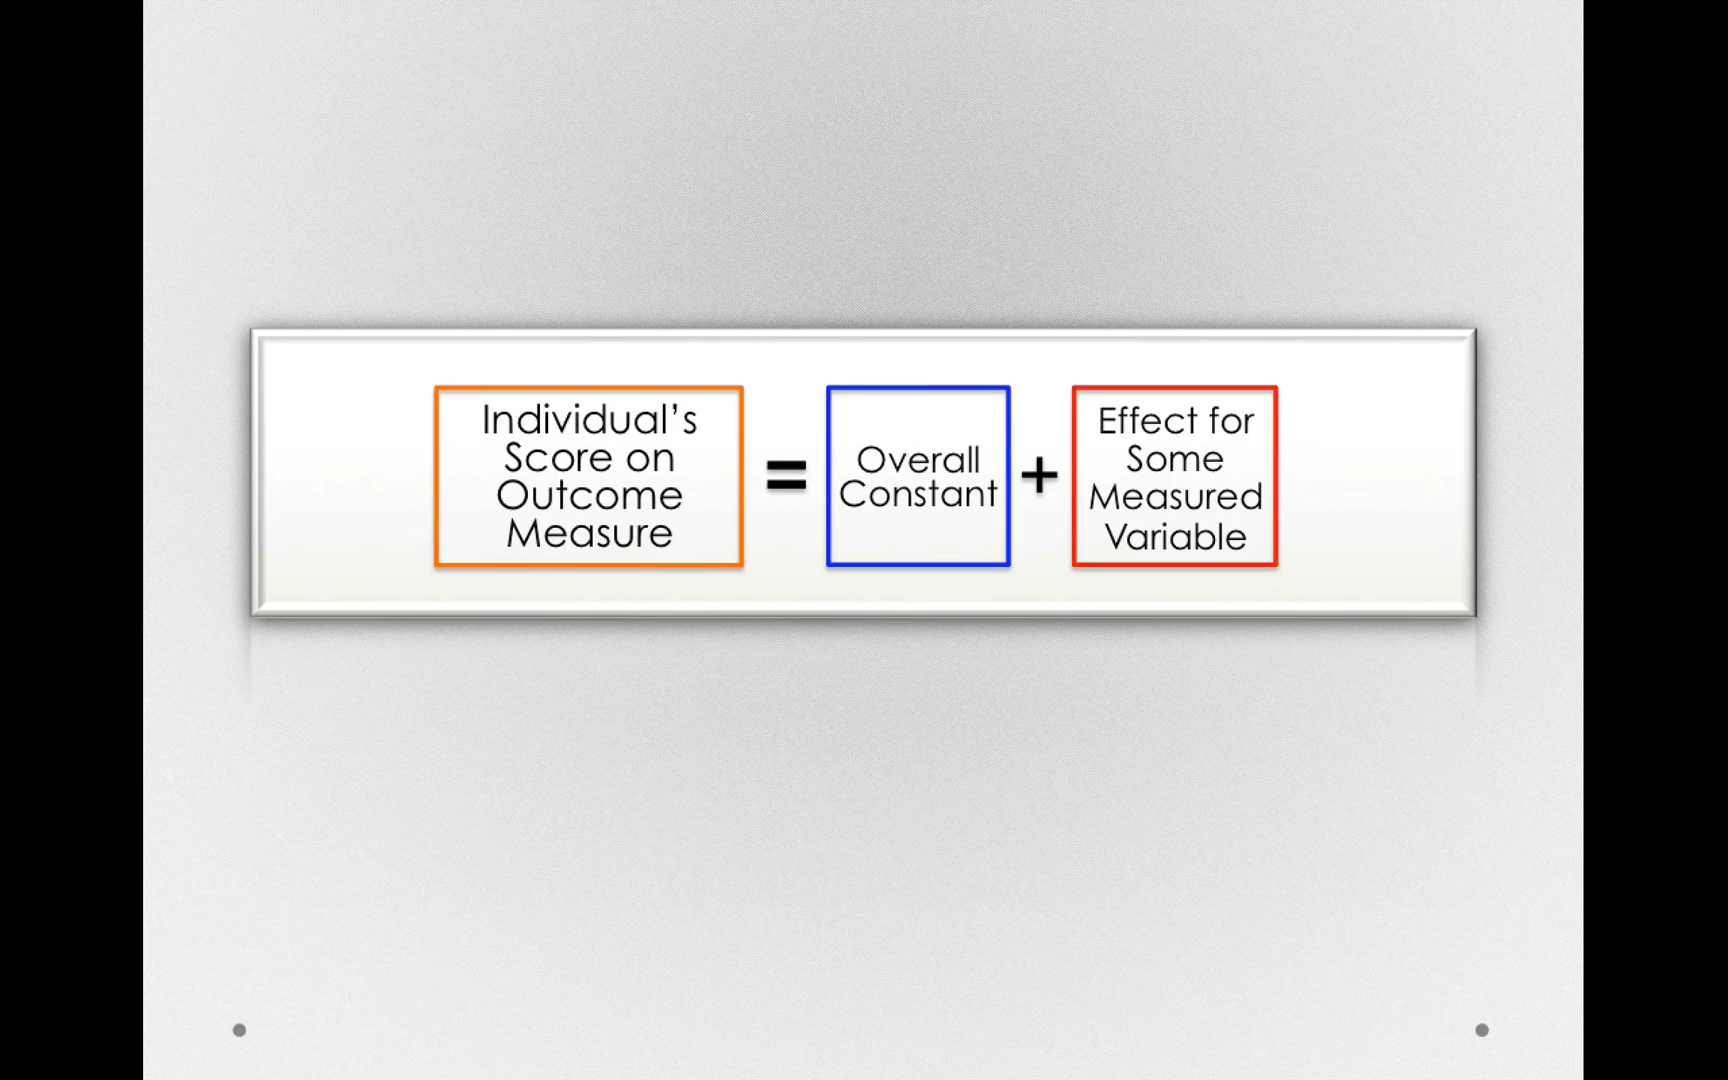 Individual’s
Score on
Outcome
Measure
=
Overall
Constant
+
Effect for
Some
Measured
Variable